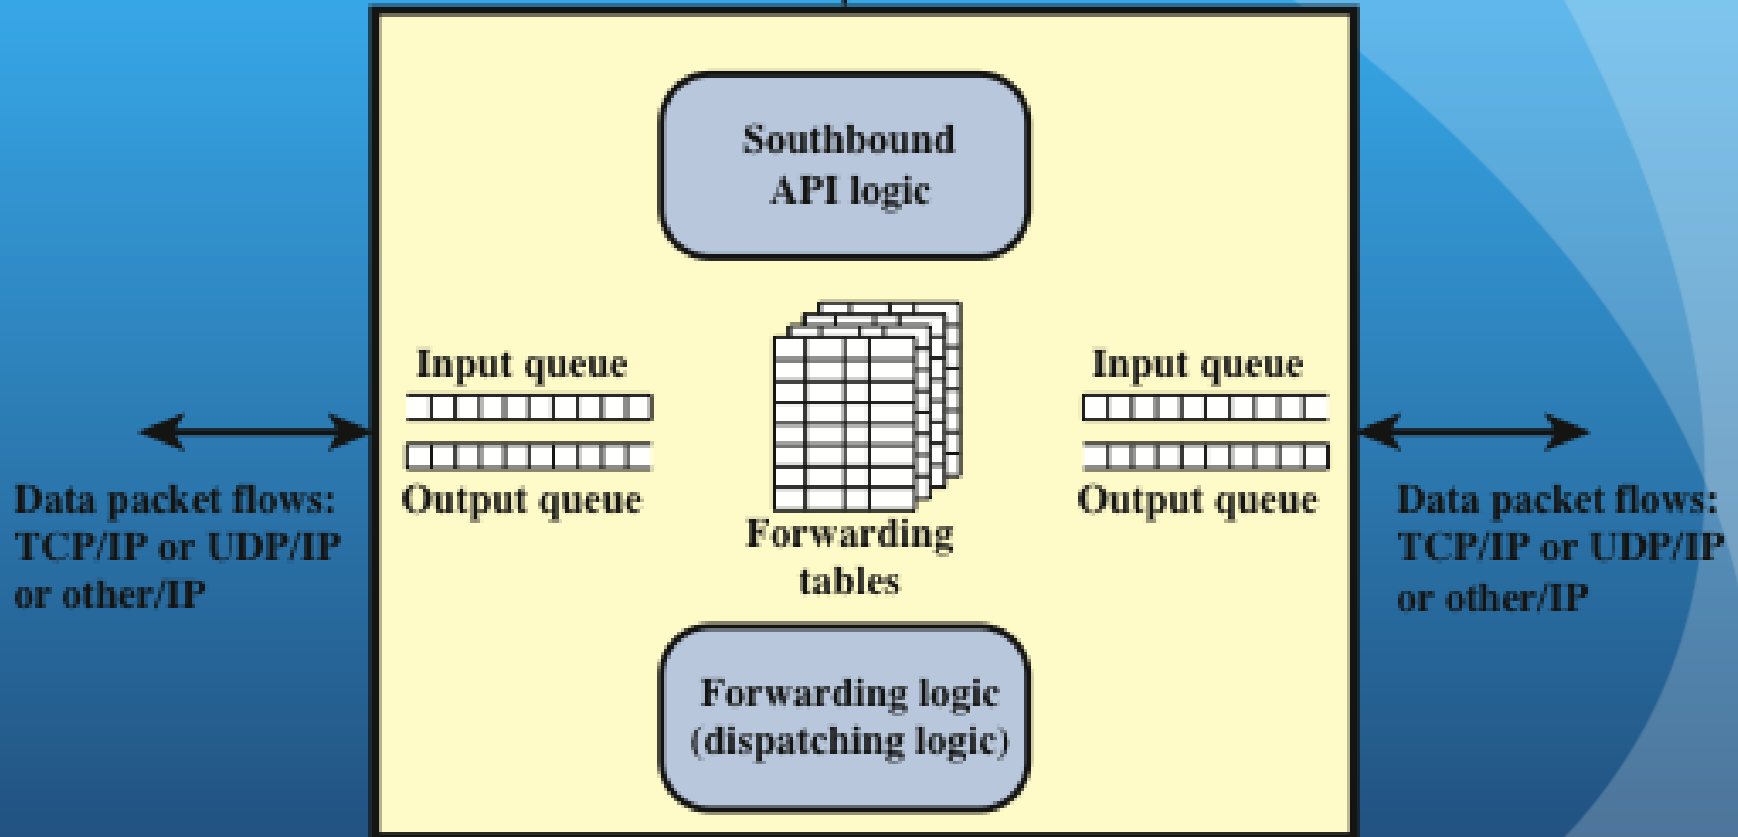 Southbound
API logic
Input queue
Output queue
Data packet flows:
TCP/IP or UDP/IP
or other/IP
Forwarding
tables
Input queue
Output queue
Data packet flows:
TCP/IP or UDP/IP
or other/IP
Forwarding logic
(dispatching logic)